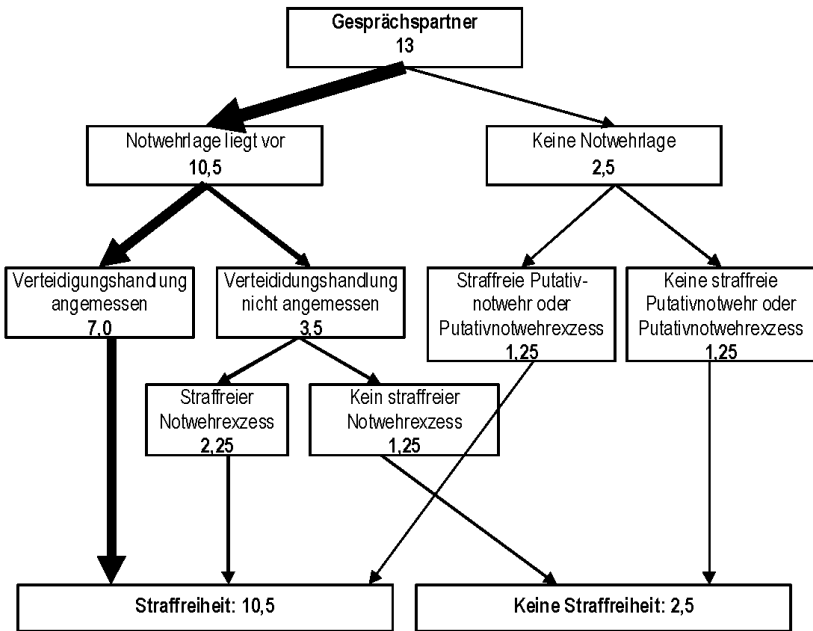 Gesprächspartner
13
Notwehrlage liegt vor
10,5
Keine Notwehrlage
2,5
Verteidigungshandlung
angemessen
7,0
Verteididungshandlung
nicht angemessen
3,5
Straffreie Putativ-
notwehr oder
Putativnotwehrexzess
1,25
Keine straffreie
Putativnotwehr oder
Putativnotwehrexzess
1,25
Straffreier
Notwehrexzess
2,25
Kein straffreier
Notwehrexzess
1,25
Straffreiheit: 10,5
Keine Straffreiheit: 2,5